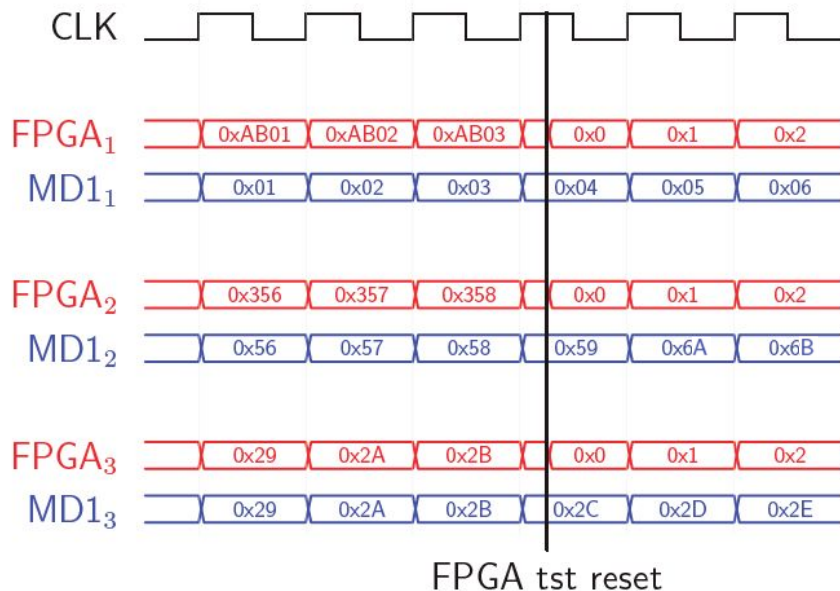 CLK
FPGA₁ 0xAB01 0xAB02 0xAB03 0x0 0x1 0x2
MD1₁ 0x01 0x02 0x03 0x04 0x05 0x06
FPGA₂ 0x356 0x357 0x358 0x0 0x1 0x2
MD1₂ 0x56 0x57 0x58 0x59 0x6A 0x6B
FPGA₃ 0x29 0x2A 0x2B 0x0 0x1 0x2
MD1₃ 0x29 0x2A 0x2B 0x2C 0x2D 0x2E
FPGA tst reset